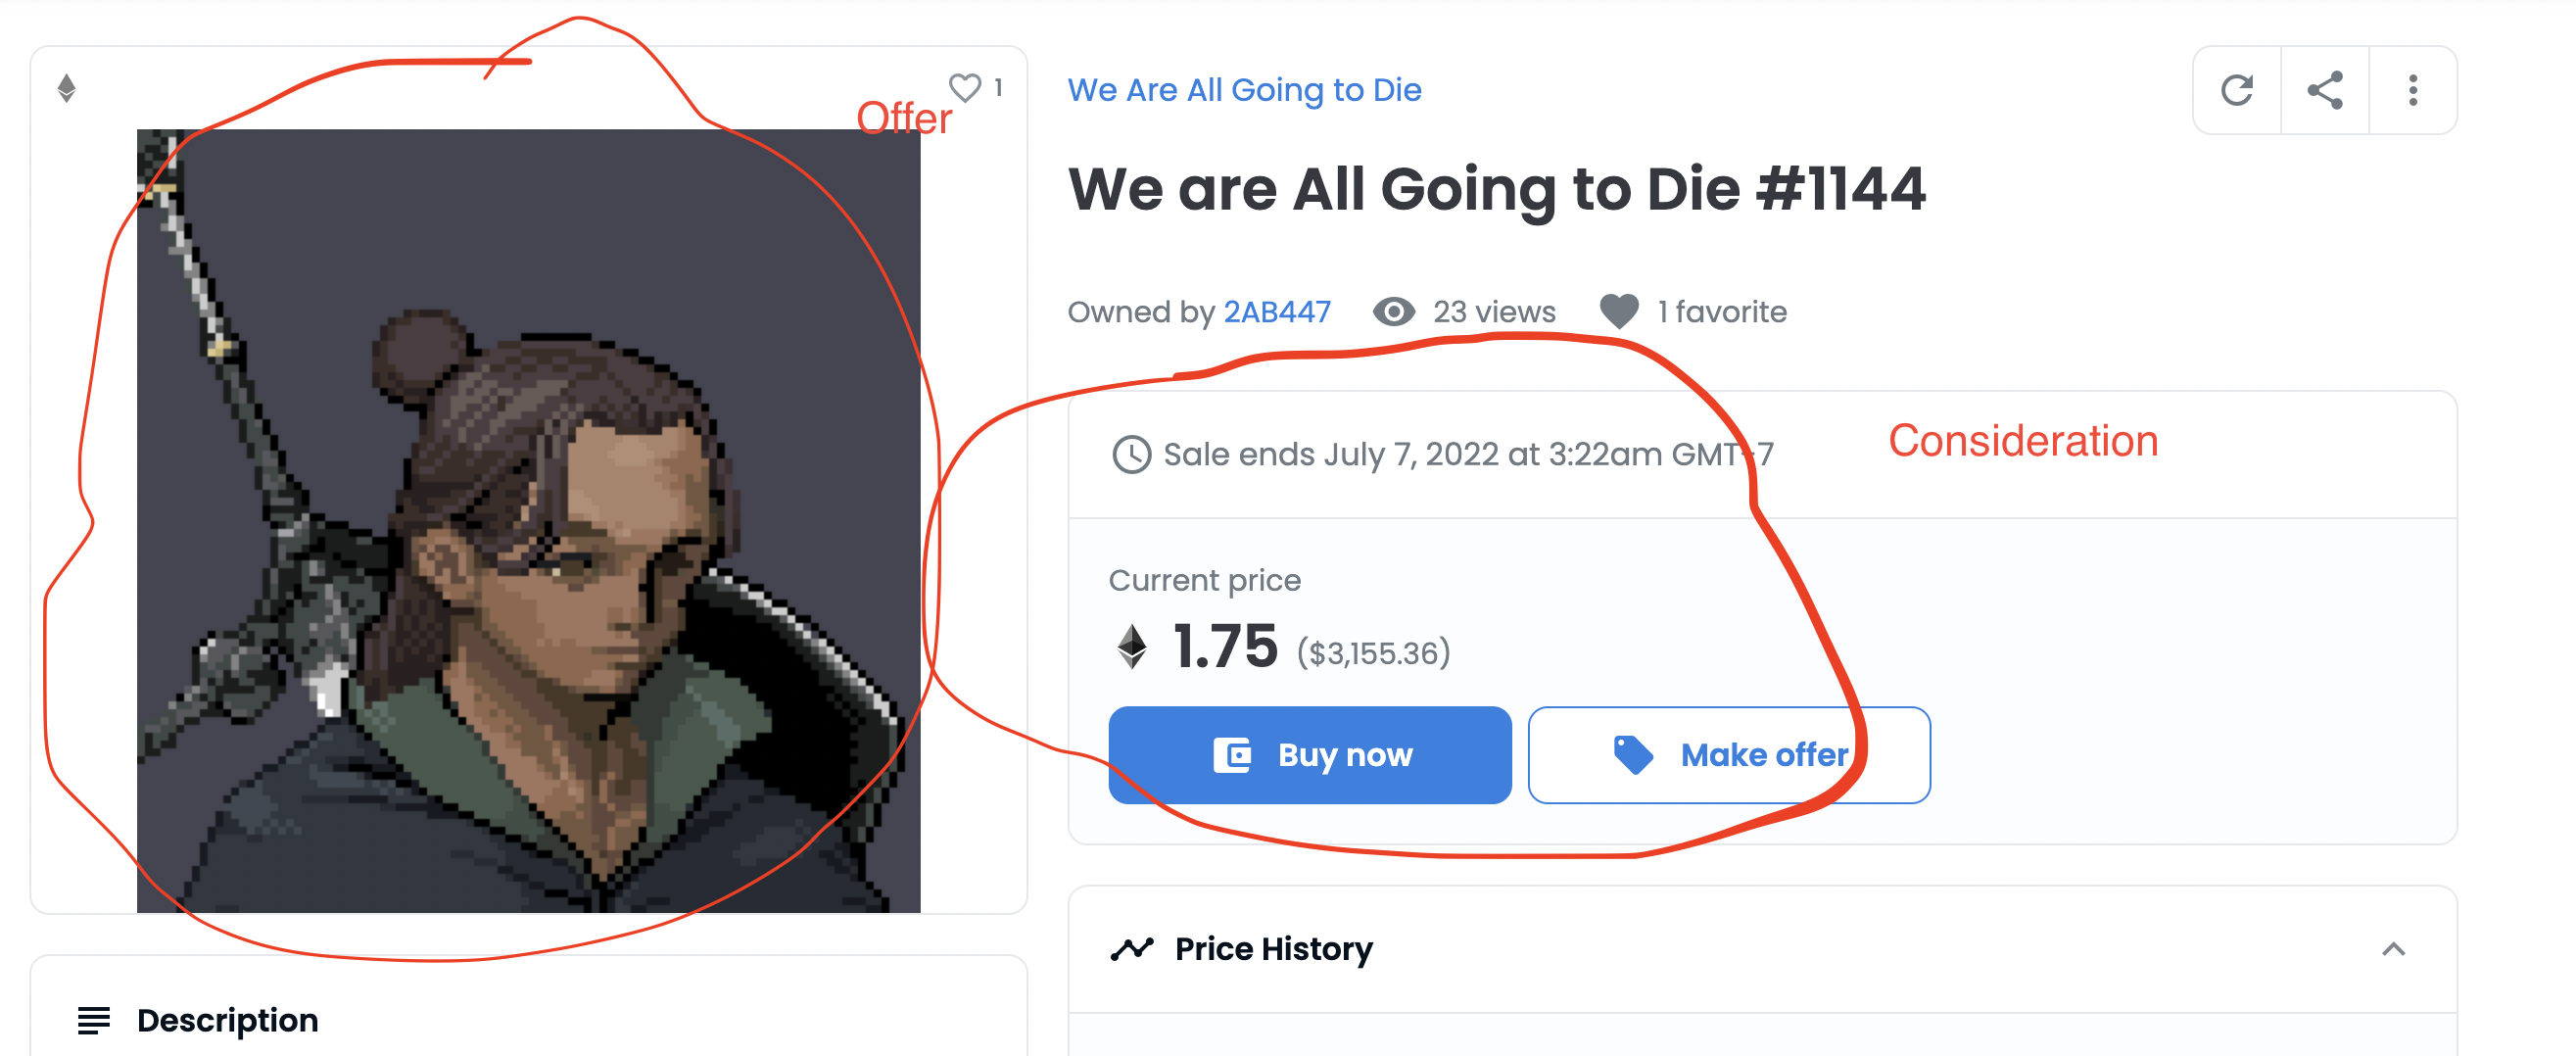 1
Offer
We Are All Going to Die
We are All Going to Die #1144
Owned by 2AB447 23 views 1 favorite
Sale ends July 7, 2022 at 3:22am GMT-7
Consideration
Current price
1.75 ($3,155.36)
Buy now Make offer
Price History
Description